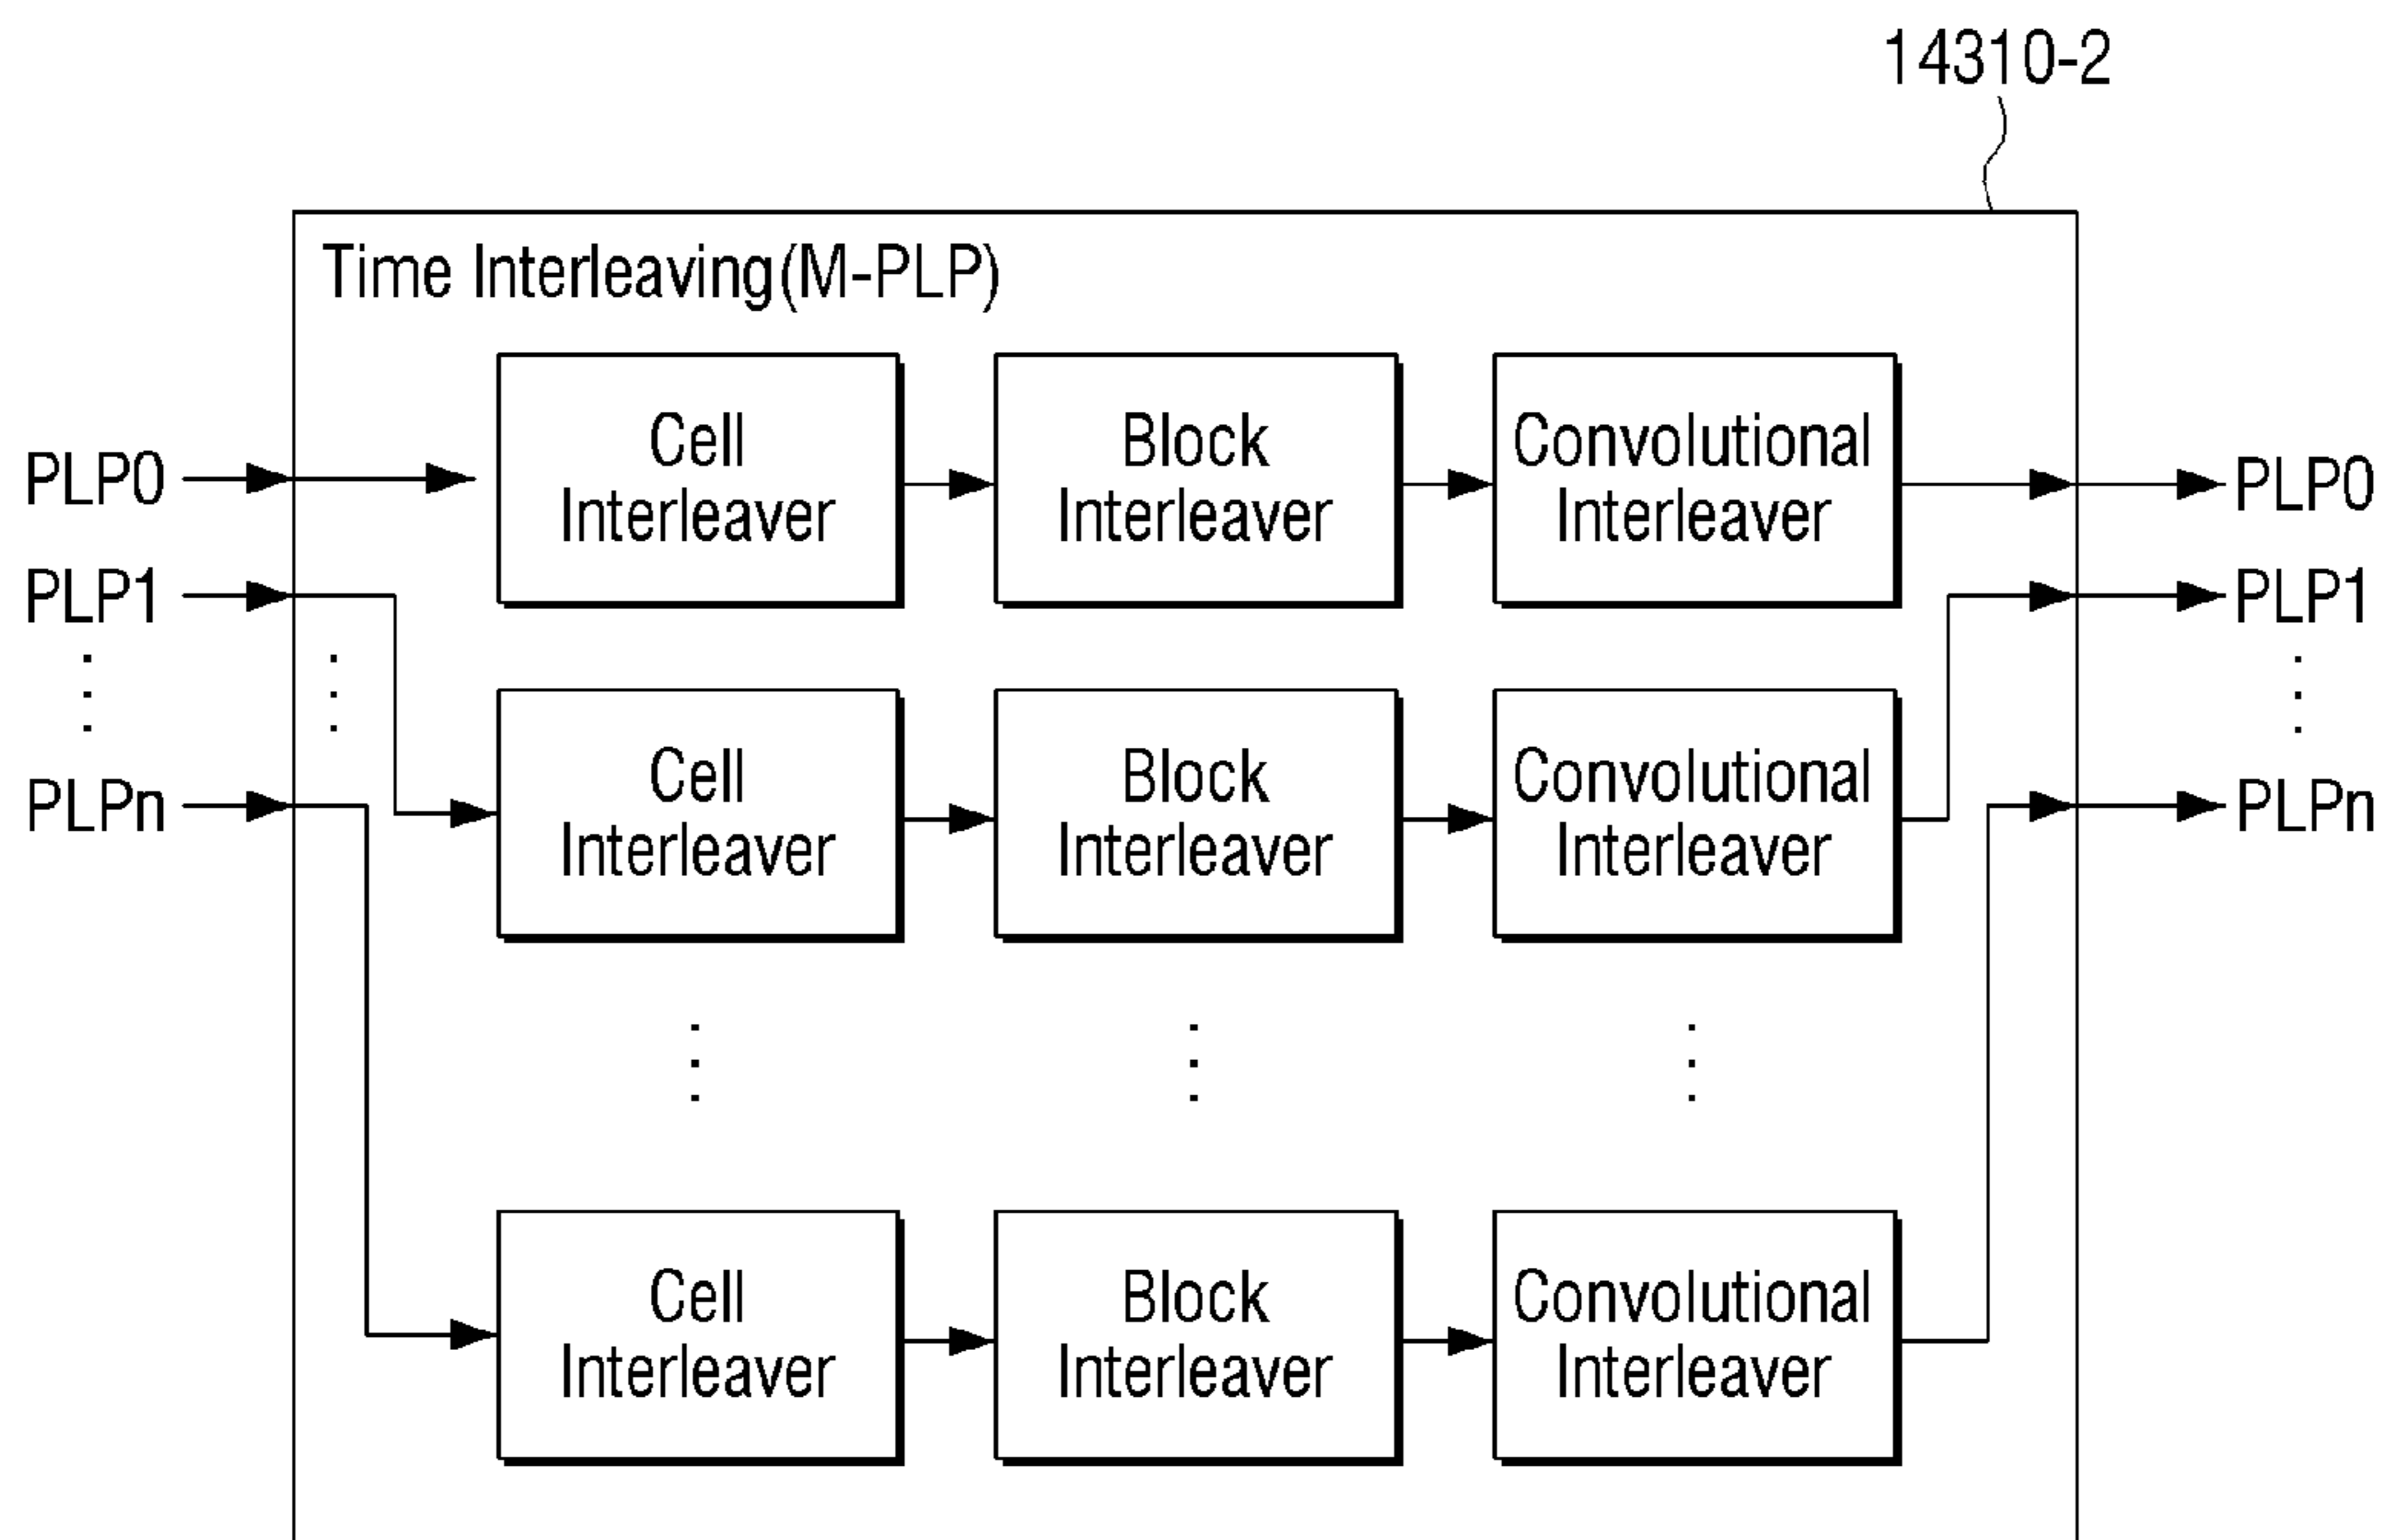 14310-2
Time Interleaving(M-PLP)
PLP0
Cell
Interleaver
Block
Interleaver
Convolutional
Interleaver
PLP0
PLP1
PLP1
Cell
Interleaver
Block
Interleaver
Convolutional
Interleaver
PLPn
PLPn
Cell
Interleaver
Block
Interleaver
Convolutional
Interleaver